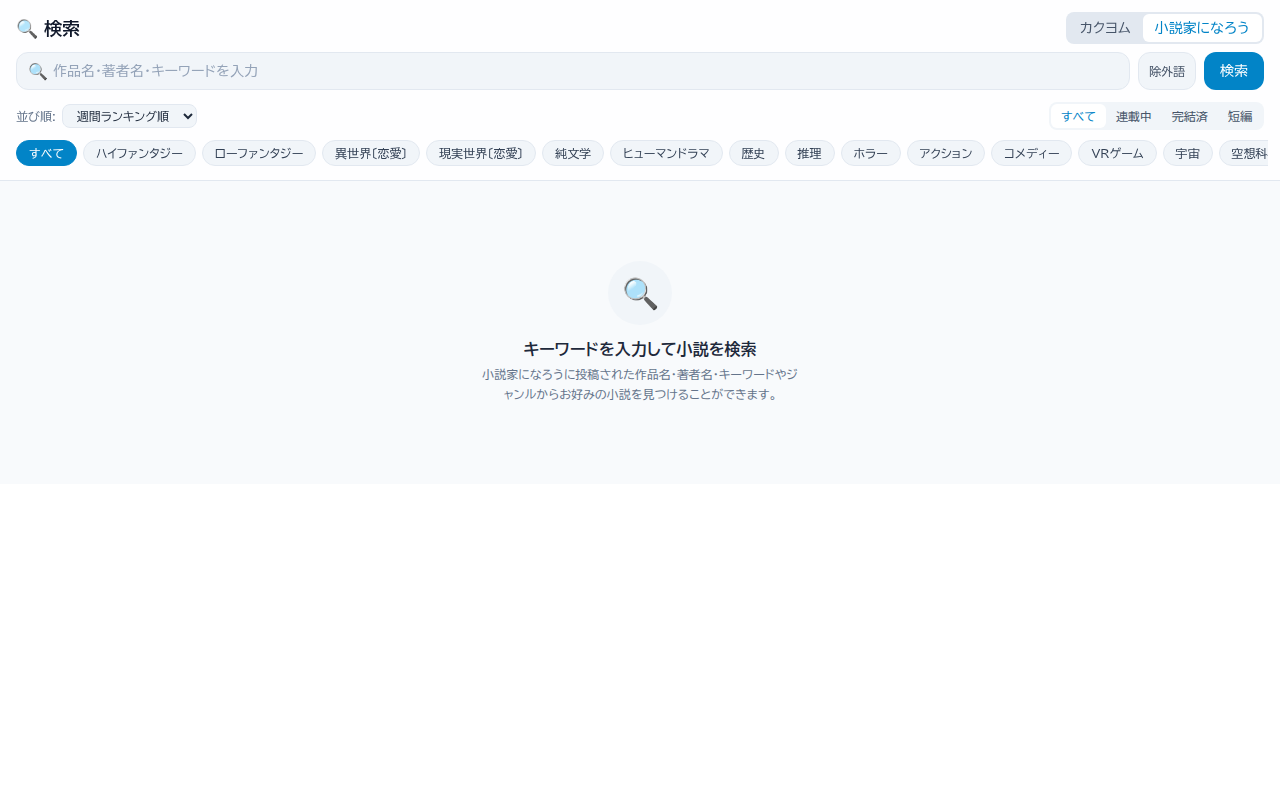 🔍 検索
カクヨム 小説家になろう
🔍 作品名・著者名・キーワードを入力 除外語 検索
並び順: 週間ランキング順 すべて 連載中 完結済 短編
すべて ハイファンタジー ローファンタジー 異世界〔恋愛〕 現実世界〔恋愛〕 純文学 ヒューマンドラマ 歴史 推理 ホラー アクション コメディー VRゲーム 宇宙 空想科
キーワードを入力して小説を検索
小説家になろうに投稿された作品名・著者名・キーワードやジ
ャンルからお好みの小説を見つけることができます。